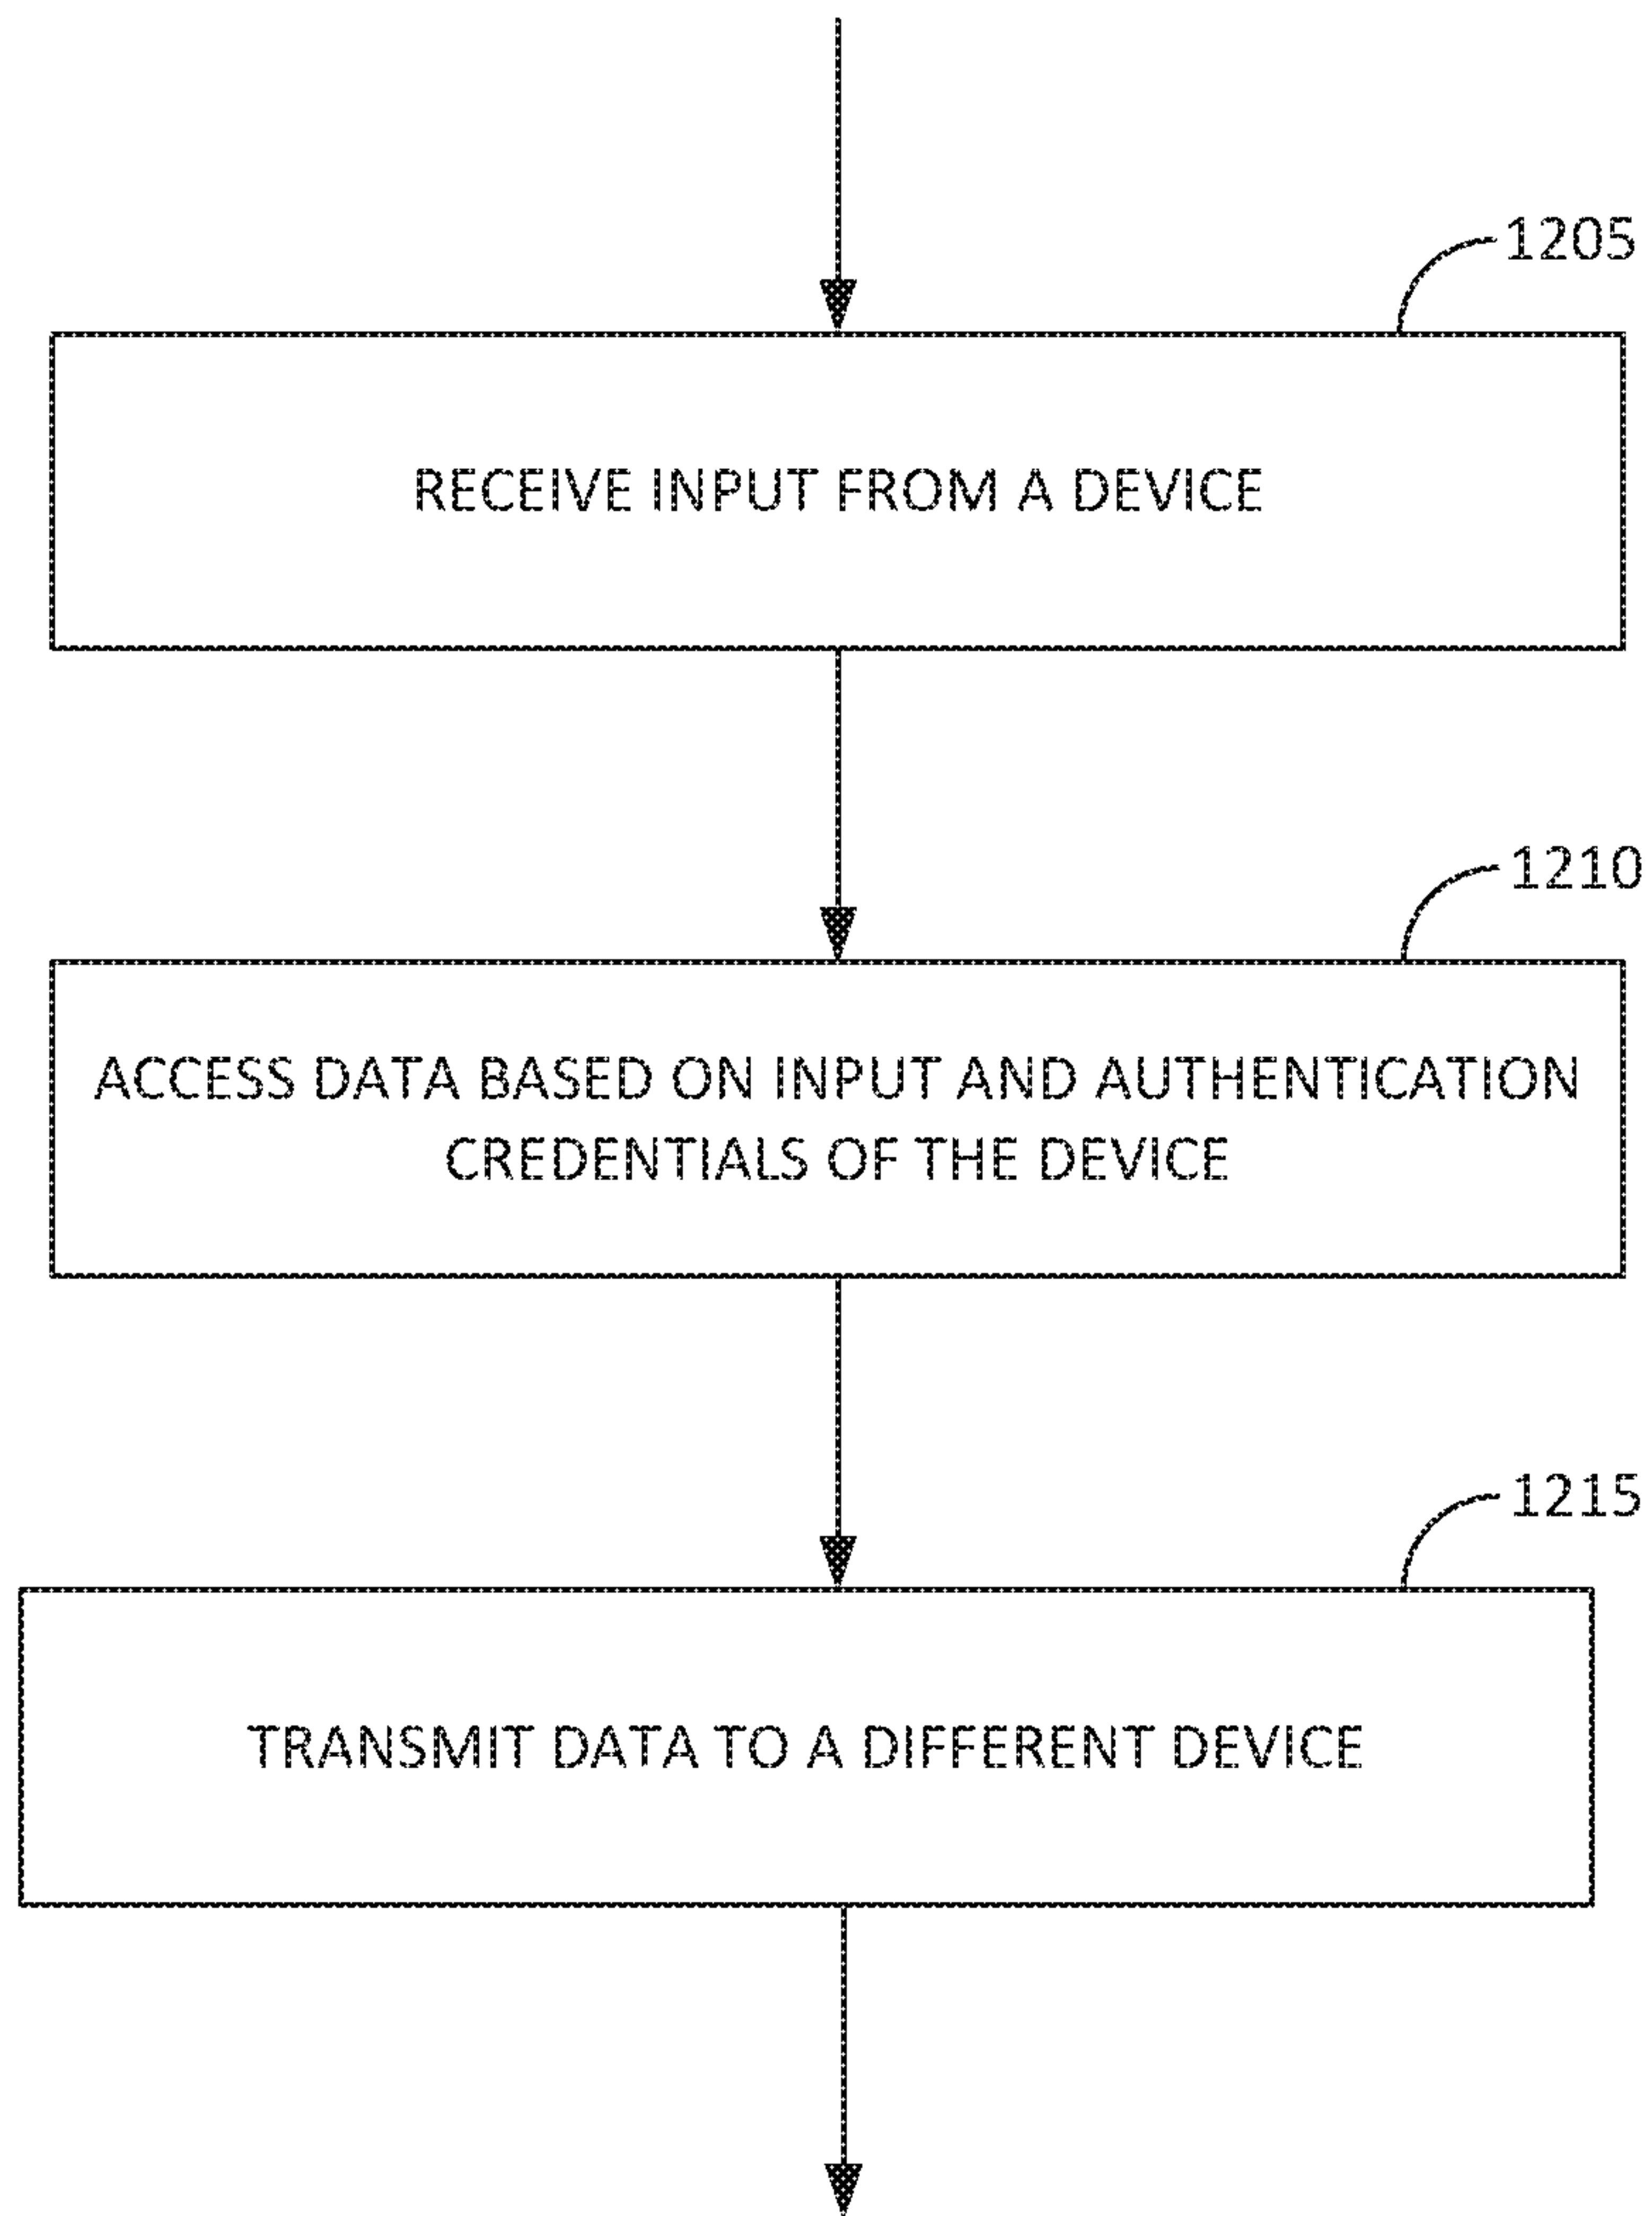 1205
RECEIVE INPUT FROM A DEVICE
1210
ACCESS DATA BASED ON INPUT AND AUTHENTICATION
CREDENTIALS OF THE DEVICE
1215
TRANSMIT DATA TO A DIFFERENT DEVICE